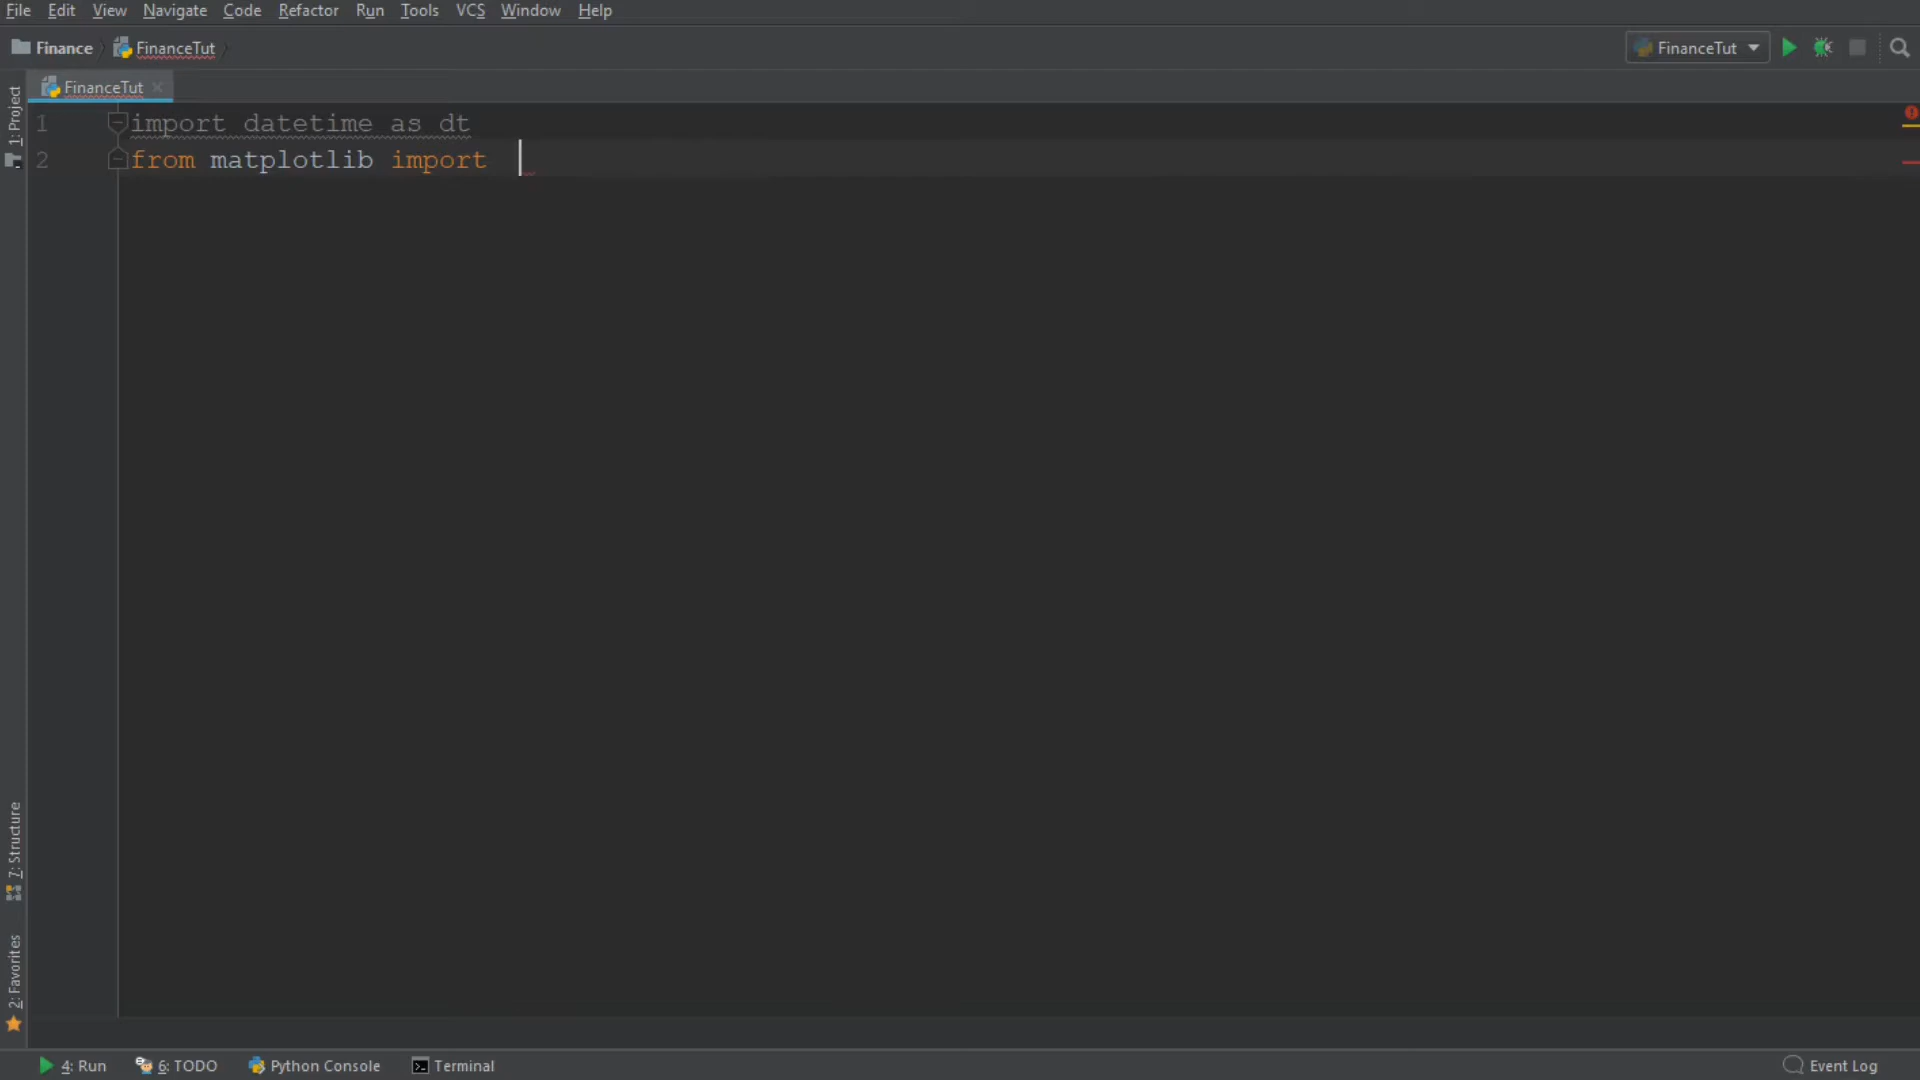 File Edit View Navigate Code Refactor Run Tools VCS Window Help
Finance FinanceTut FinanceTut
FinanceTut
1: Project
1 import datetime as dt
2 from matplotlib import
7: Structure
2: Favorites
4: Run 6: TODO Python Console Terminal Event Log